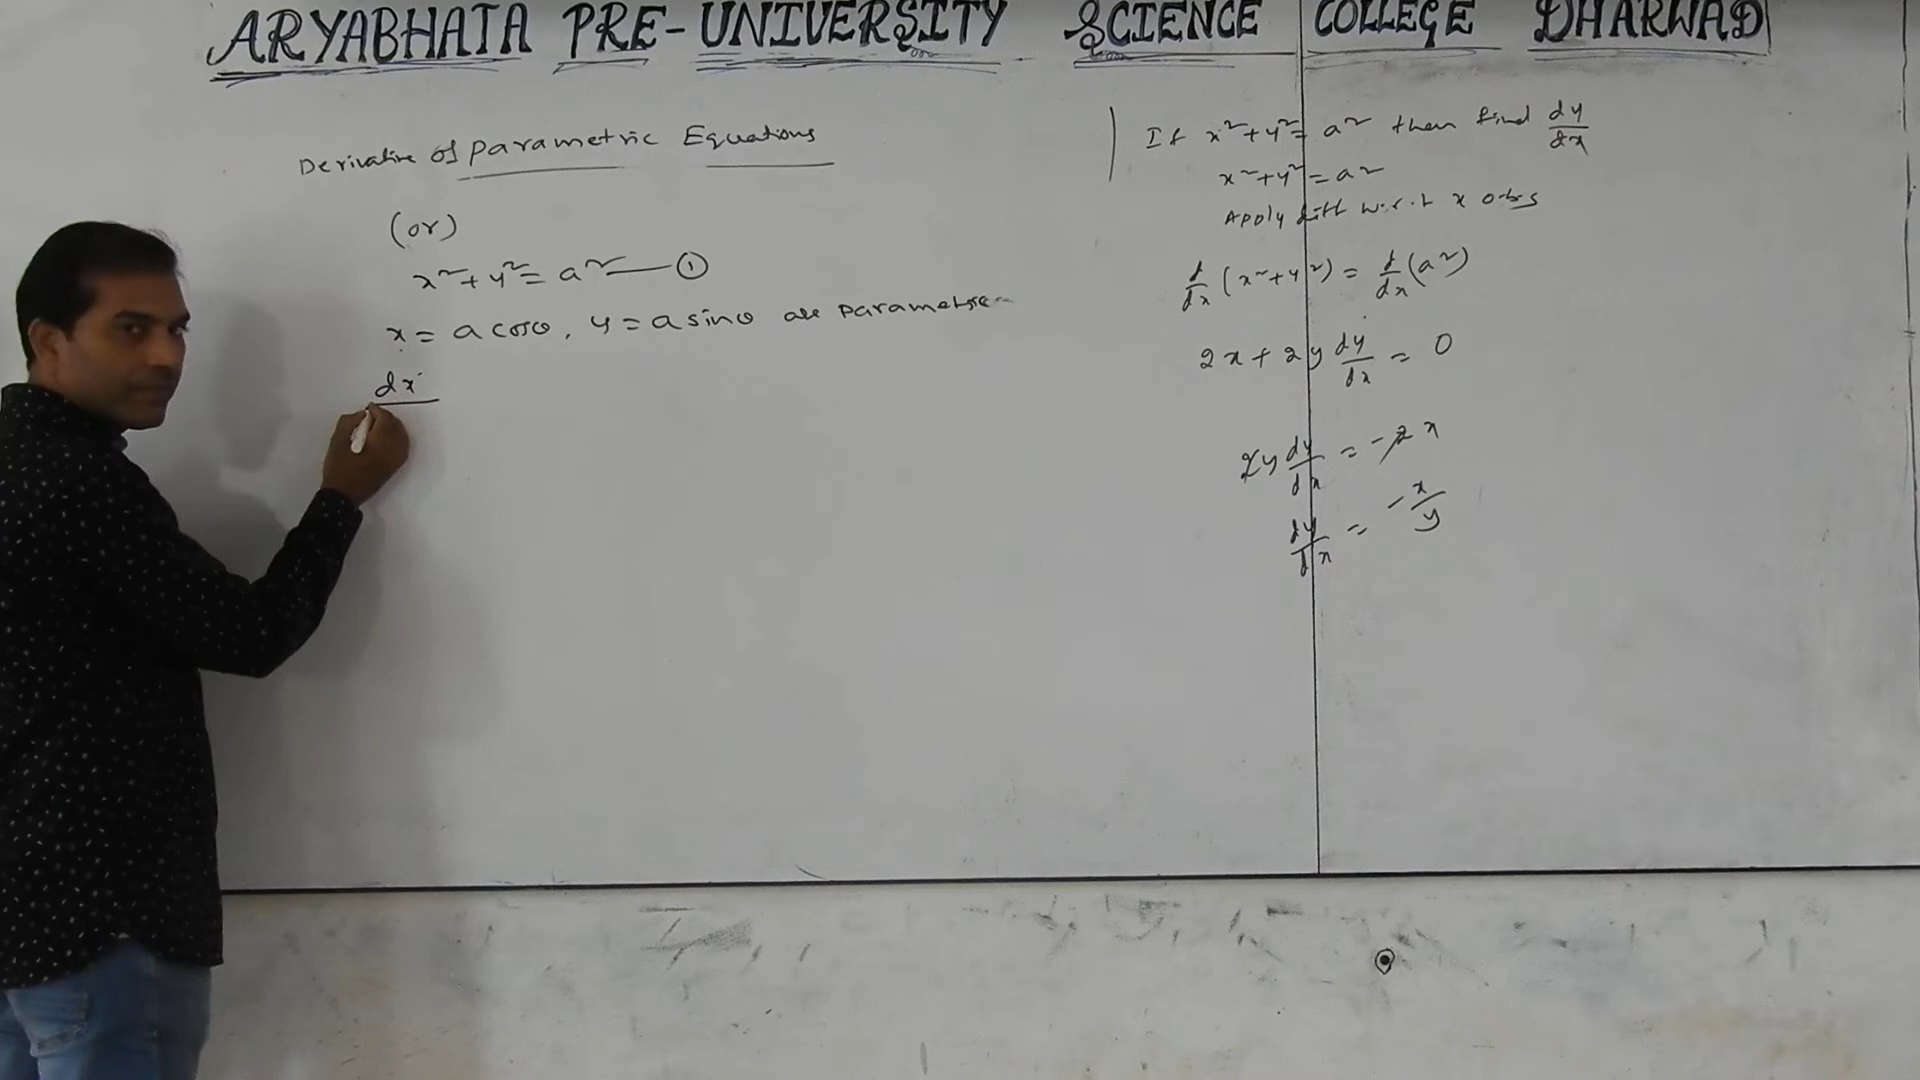 ARYABHATA PRE-UNIVERSITY SCIENCE COLLEGE DHARWAD
Derivative of parametric Equations
(or)
x² + y² = a² — ①
x = a cosθ, y = a sinθ are parametric
dx
If x² + y² = a² then find dy/dx
x² + y² = a²
Apply diff w.r.t x o.b.s
d/dx (x² + y²) = d/dx (a²)
2x + 2y dy/dx = 0
2y dy/dx = -2x
dy/dx = -x/y